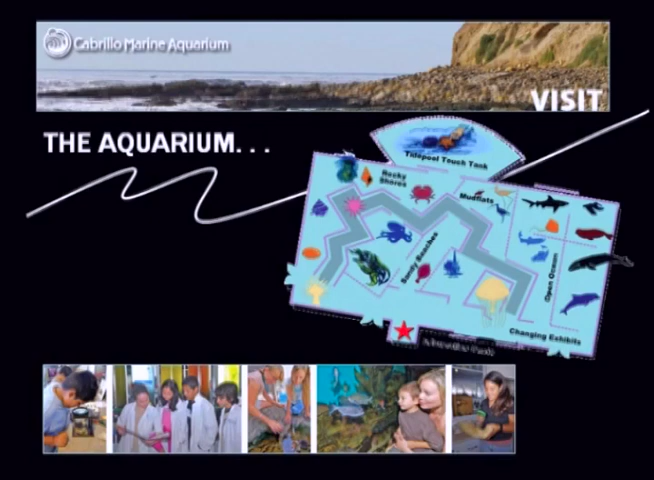 Cabrillo Marine Aquarium
VISIT
THE AQUARIUM. . .
Tidepool Touch Tank
Rocky
Shores
Mudflats
Sandy Beaches
Open Ocean
Changing Exhibits